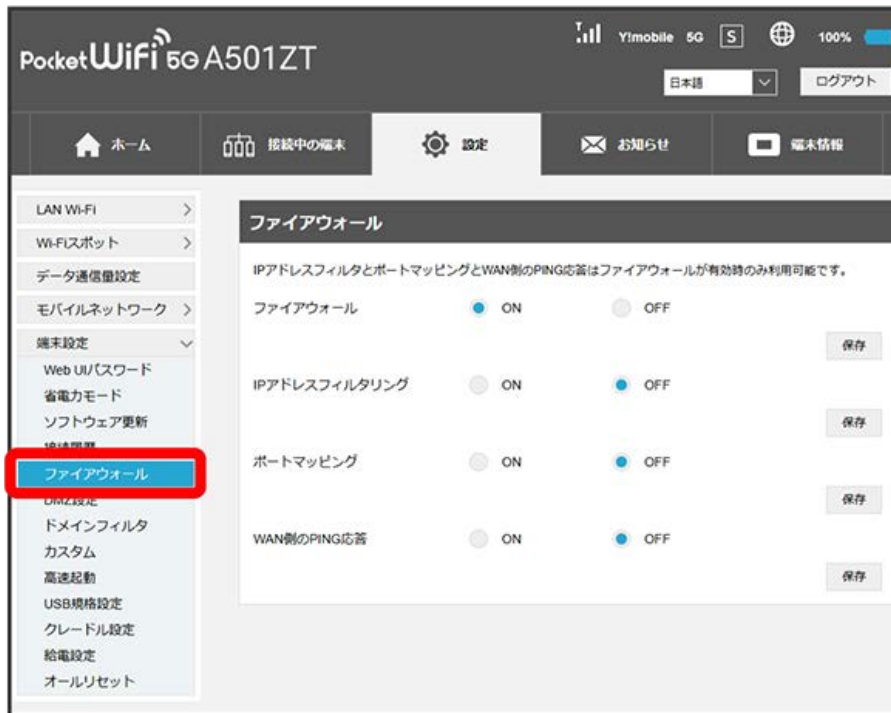 Y!mobile 5G S 100%
PocketWiFi 5G A501ZT
日本語 ログアウト
ホーム 接続中の端末 設定 お知らせ 端末情報
LAN Wi-Fi
Wi-Fiスポット
データ通信量設定
モバイルネットワーク
端末設定
Web UIパスワード
省電力モード
ソフトウェア更新
ファイアウォール
DMZ設定
ドメインフィルタ
カスタム
高速起動
USB規格設定
クレードル設定
給電設定
オールリセット
ファイアウォール
IPアドレスフィルタとポートマッピングとWAN側のPING応答はファイアウォールが有効時のみ利用可能です。
ファイアウォール ON OFF
保存
IPアドレスフィルタリング ON OFF
保存
ポートマッピング ON OFF
保存
WAN側のPING応答 ON OFF
保存